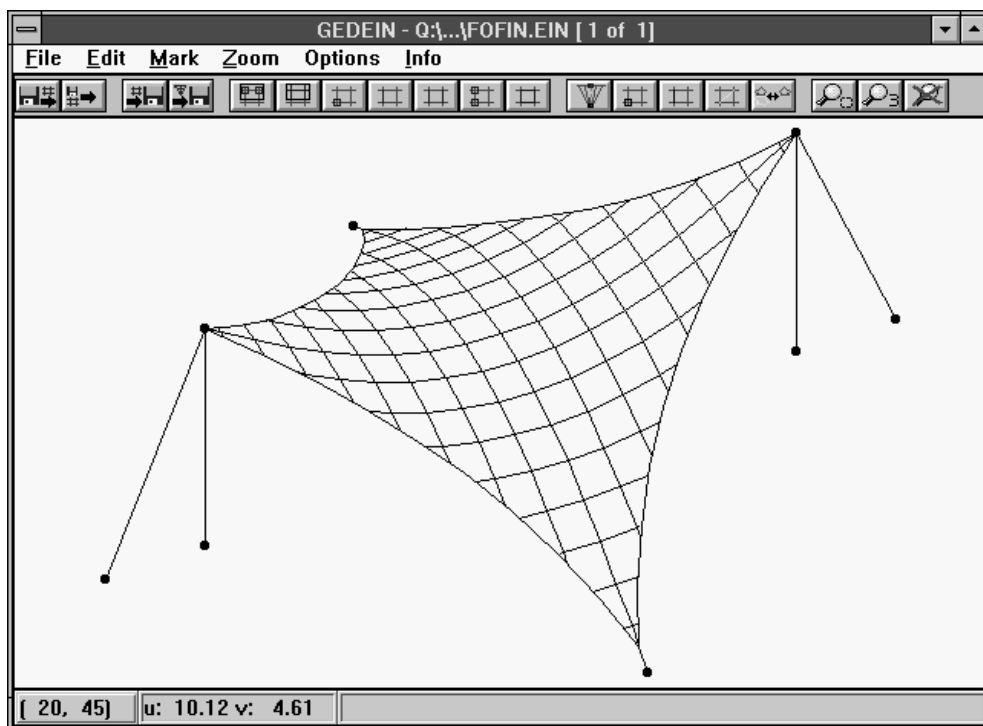 GEDEIN - Q:\...\FOFIN.EIN [ 1 of 1]
File Edit Mark Zoom Options Info
[ 20, 45] u: 10.12 v: 4.61